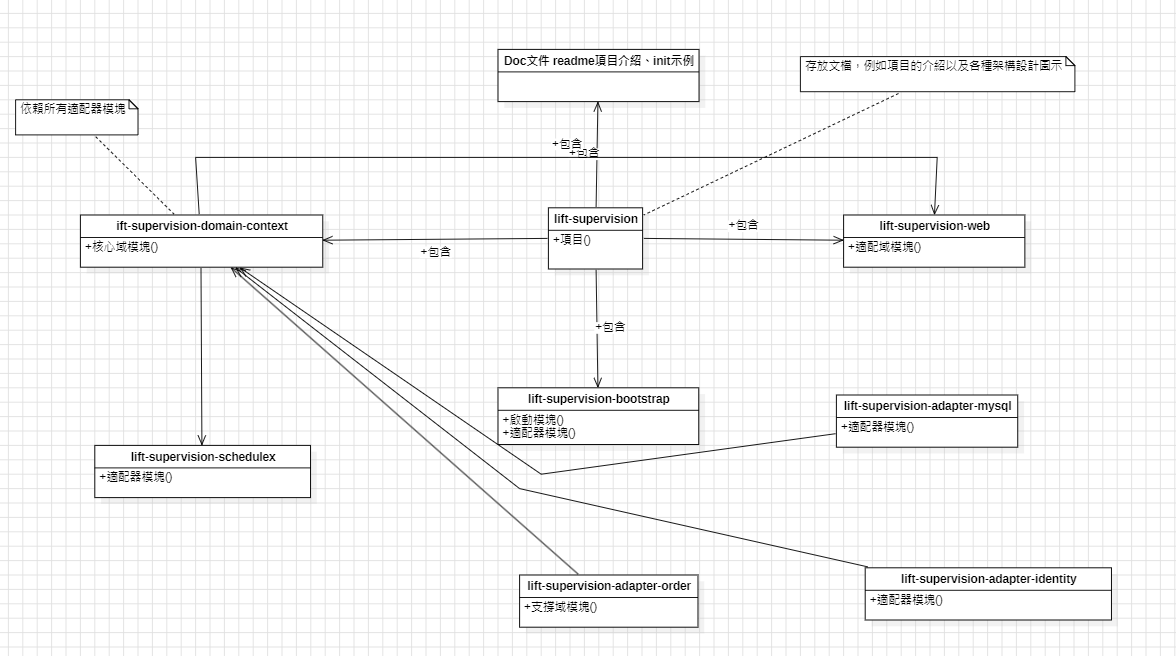 Doc文件 readme項目介紹、init示例
存放文檔，例如項目的介紹以及各種架構設計圖示
依賴所有適配器模塊
+包含
+包含
ift-supervision-domain-context
+核心域模塊()
lift-supervision
+項目()
lift-supervision-web
+適配域模塊()
+包含
+包含
+包含
lift-supervision-bootstrap
+啟動模塊()
+適配器模塊()
lift-supervision-adapter-mysql
+適配器模塊()
lift-supervision-schedulex
+適配器模塊()
lift-supervision-adapter-order
+支撐域模塊()
lift-supervision-adapter-identity
+適配器模塊()